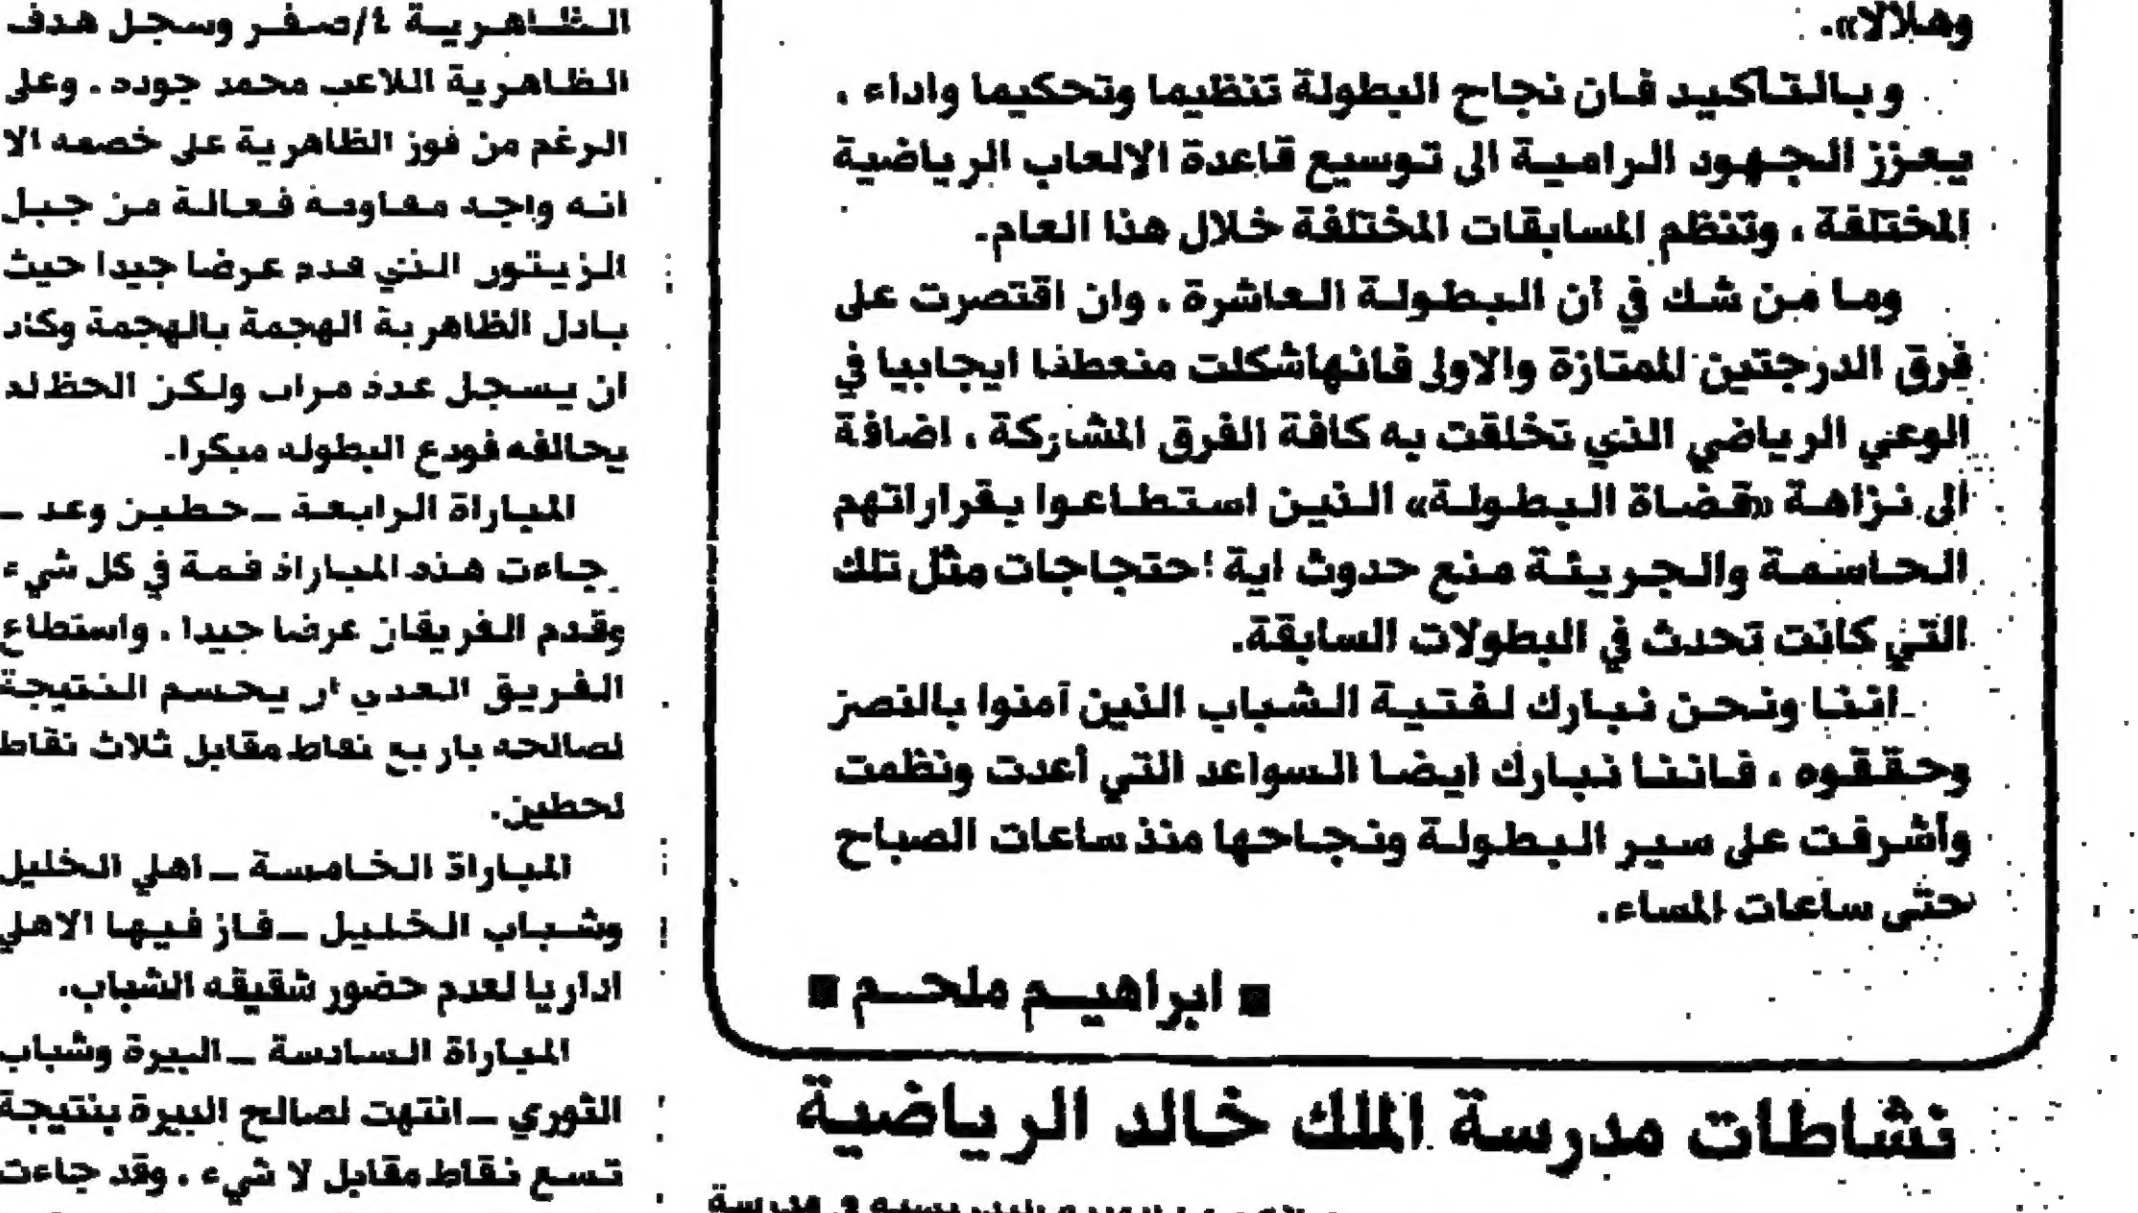 وهلالا».
وبالتأكيد فان نجاح البطولة تنظيما وتحكيما واداء ،
يعزز الجهود الرامية الى توسيع قاعدة الالعاب الرياضية
المختلفة ، وتنظم المسابقات المختلفة خلال هذا العام.
وما من شك في أن البطولة العاشرة ، وان اقتصرت على
فرق الدرجتين الممتازة والاولى فانهاشكلت منعطفا ايجابيا في
الوعي الرياضي الذي تخلقت به كافة الفرق المشاركة ، اضافة
الى نزاهة «قضاة البطولة» الذين استطاعوا بقراراتهم
الحاسمة والجريئة منع حدوث اية احتجاجات مثل تلك
التي كانت تحدث في البطولات السابقة.
اننا ونحن نبارك لفتية الشباب الذين آمنوا بالنصر
وحققوه ، فاننا نبارك ايضا السواعد التي أعدت ونظمت
وأشرفت على سير البطولة ونجاحها منذ ساعات الصباح
حتى ساعات المساء.
■ ابراهيم ملحم ■
نشاطات مدرسة الملك خالد الرياضية
في مدرسة
الظاهرية ٤/صفر وسجل هدف
الظاهرية اللاعب محمد جودد . وعلى
الرغم من فوز الظاهرية على خصمه الا
انه واجه مقاومة فعالة من جبل
الزيتون الذي قدم عرضا جيدا حيث
بادل الظاهرية الهجمة بالهجمة وكاد
ان يسجل عدة مرات ولكن الحظ لم
يحالفه فودع البطولة مبكرا.
المباراة الرابعة ــ حطين وعد ــ
جاءت هذه المباراة قمة في كل شيء
وقدم الفريقان عرضا جيدا ، واستطاع
الفريق العدي ان يحسم النتيجة
لصالحه باربع نقاط مقابل ثلاث نقاط
لحطين.
المباراة الخامسة ــ اهلي الخليل
وشباب الخليل ــ فاز فيها الاهلي
اداريا لعدم حضور شقيقه الشباب.
المباراة السادسة ــ البيرة وشباب
الثوري ــ انتهت لصالح البيرة بنتيجة
تسع نقاط مقابل لا شيء ، وقد جاءت